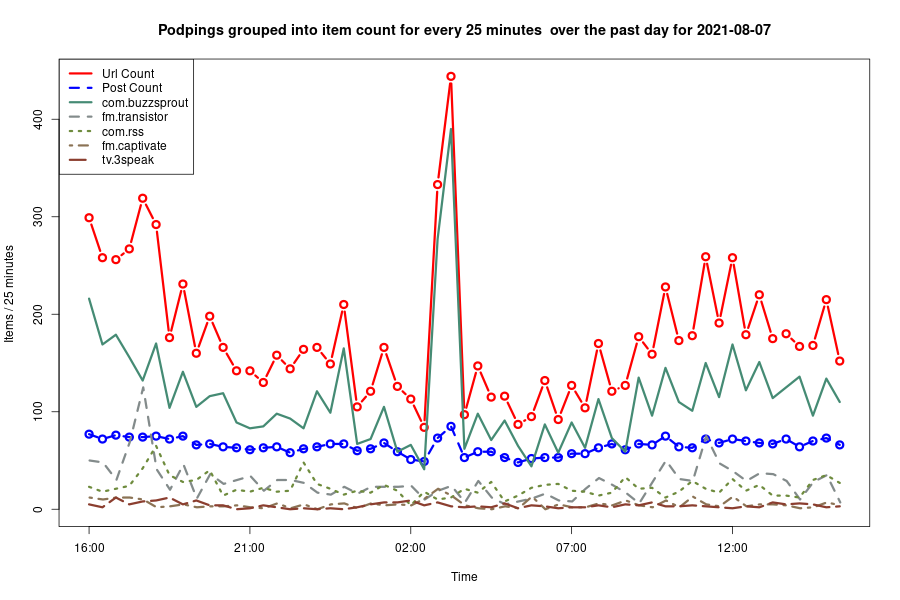 Podpings grouped into item count for every 25 minutes  over the past day for 2021-08-07
Url Count
Post Count
com.buzzsprout
fm.transistor
com.rss
fm.captivate
tv.3speak
Items / 25 minutes
400
300
200
100
0
16:00
21:00
02:00
07:00
12:00
Time